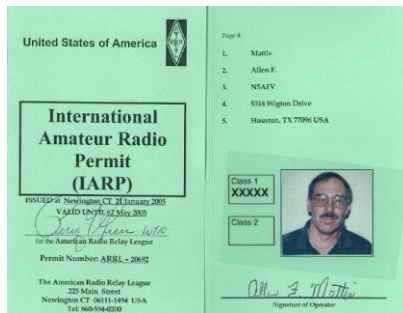 United States of America
International
Amateur Radio
Permit
(IARP)
ISSUED at Newington CT 21 January 2005
VALID UNTIL 02 May 2005
for the American Radio Relay League
Permit Number: ARRL - 20692
The American Radio Relay League
225 Main Street
Newington CT 06111-1494 USA
Tel: 860-594-0200
Page 4.
1. Mattis
2. Allen F.
3. N5AFV
4. 5314 Wigton Drive
5. Houston, TX 77096 USA
Class 1
XXXXX
Class 2
Allen F. Mattis
Signature of Operator